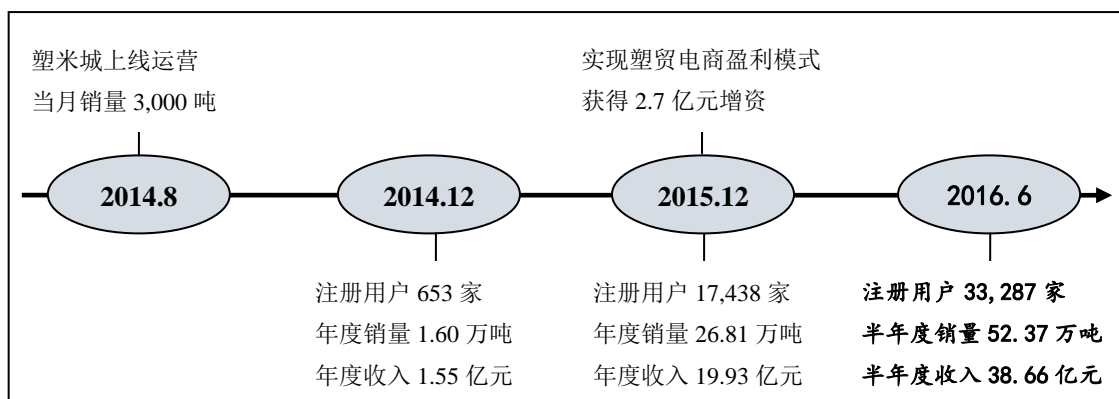 塑米城上线运营
当月销量 3,000 吨
实现塑贸电商盈利模式
获得 2.7 亿元增资
2014.8
2014.12
2015.12
2016.6
注册用户 653 家
年度销量 1.60 万吨
年度收入 1.55 亿元
注册用户 17,438 家
年度销量 26.81 万吨
年度收入 19.93 亿元
注册用户 33,287 家
半年度销量 52.37 万吨
半年度收入 38.66 亿元